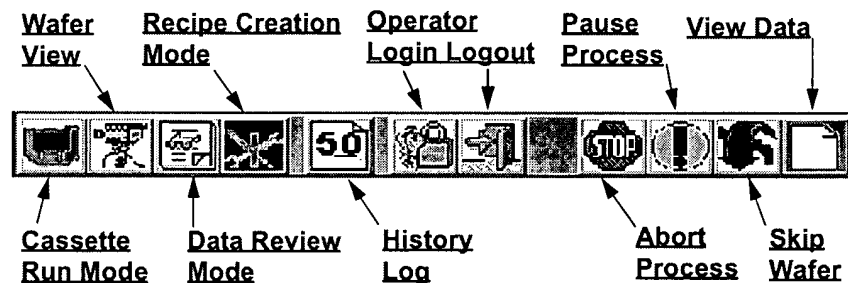 Wafer
View
Recipe Creation
Mode
Operator
Login Logout
Pause
Process
View Data
50
STOP
Cassette
Run Mode
Data Review
Mode
History
Log
Abort
Process
Skip
Wafer